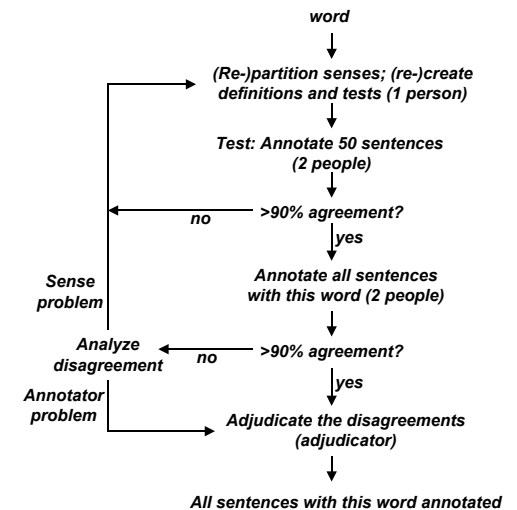 word
(Re-)partition senses; (re-)create
definitions and tests (1 person)
Test: Annotate 50 sentences
(2 people)
>90% agreement?
no
yes
Annotate all sentences
with this word (2 people)
Sense
problem
Analyze
disagreement
no
>90% agreement?
yes
Annotator
problem
Adjudicate the disagreements
(adjudicator)
All sentences with this word annotated